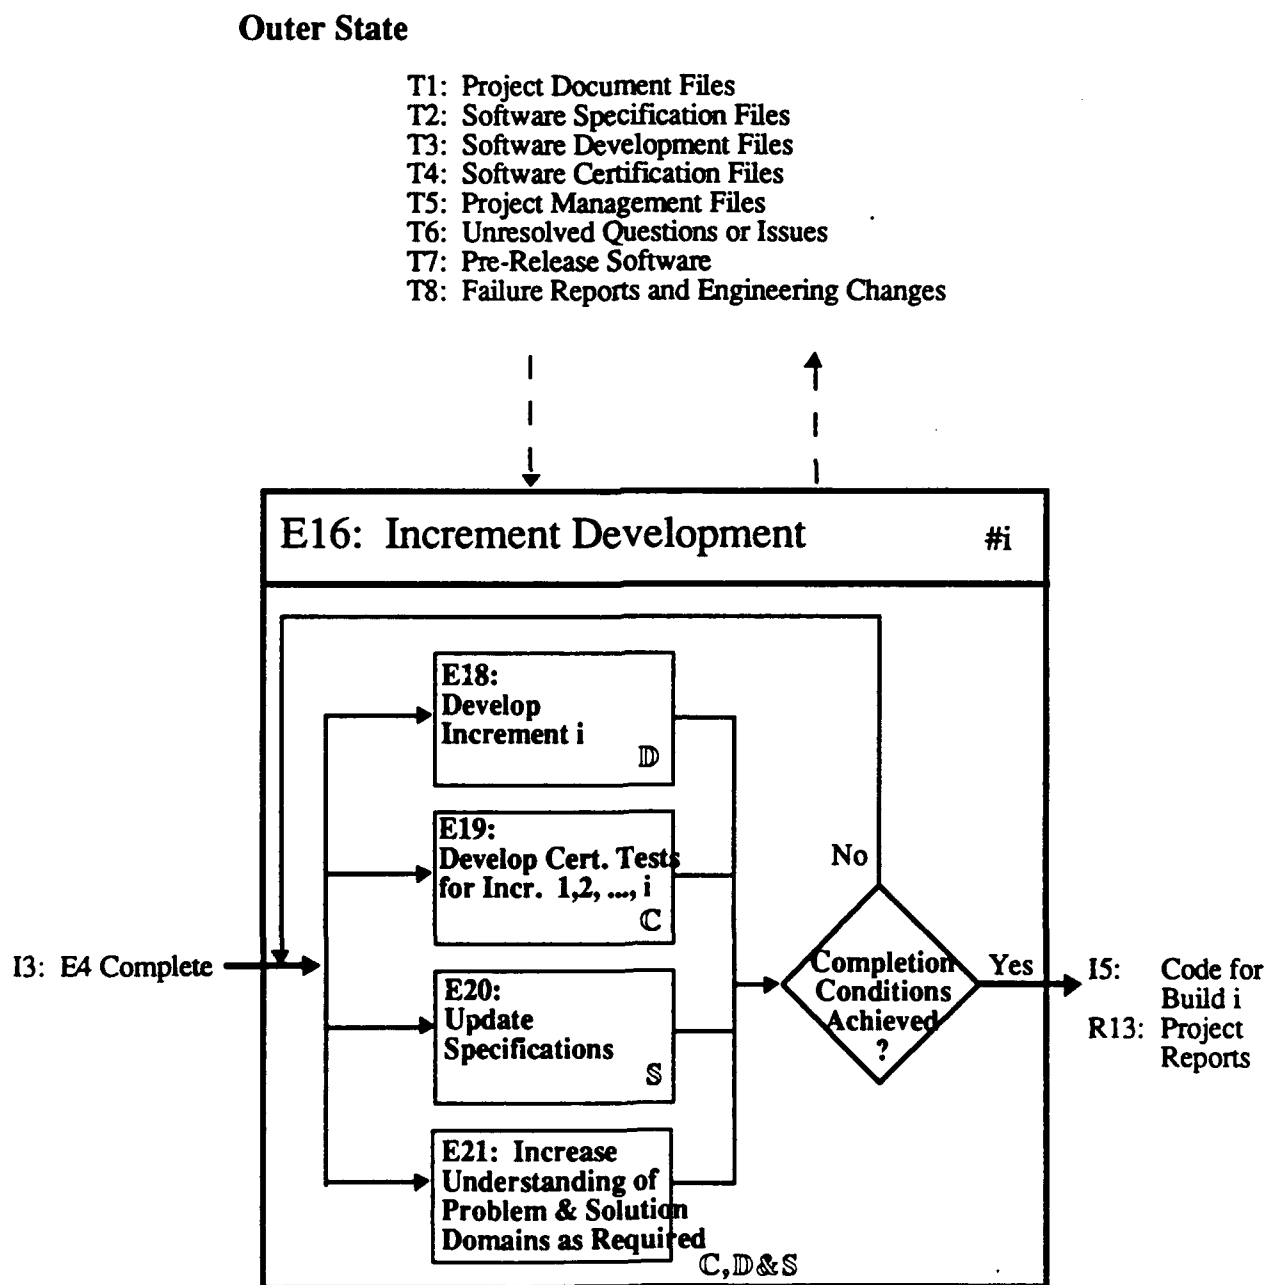 Outer State
T1: Project Document Files
T2: Software Specification Files
T3: Software Development Files
T4: Software Certification Files
T5: Project Management Files
T6: Unresolved Questions or Issues
T7: Pre-Release Software
T8: Failure Reports and Engineering Changes
E16: Increment Development #i
E18:
Develop
Increment i
𝔻
E19:
Develop Cert. Tests
for Incr. 1,2, ..., i
ℂ
No
I3: E4 Complete
E20:
Update
Specifications
𝕊
Completion
Conditions
Achieved
?
Yes
I5: Code for
Build i
R13: Project
Reports
E21: Increase
Understanding of
Problem & Solution
Domains as Required
ℂ,𝔻&𝕊